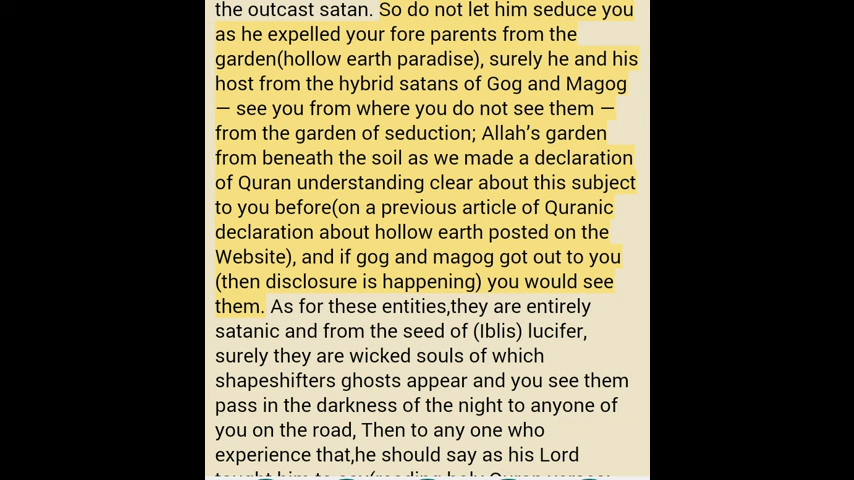 the outcast satan. So do not let him seduce you
as he expelled your fore parents from the
garden(hollow earth paradise), surely he and his
host from the hybrid satans of Gog and Magog
— see you from where you do not see them —
from the garden of seduction; Allah's garden
from beneath the soil as we made a declaration
of Quran understanding clear about this subject
to you before(on a previous article of Quranic
declaration about hollow earth posted on the
Website), and if gog and magog got out to you
(then disclosure is happening) you would see
them. As for these entities,they are entirely
satanic and from the seed of (Iblis) lucifer,
surely they are wicked souls of which
shapeshifters ghosts appear and you see them
pass in the darkness of the night to anyone of
you on the road, Then to any one who
experience that,he should say as his Lord
taught him to say(reading holy Quran verses: